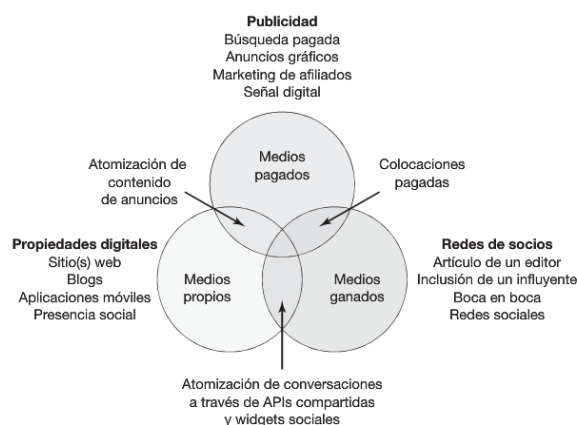 Publicidad
Búsqueda pagada
Anuncios gráficos
Marketing de afiliados
Señal digital
Medios
pagados
Atomización de
contenido
de anuncios
Colocaciones
pagadas
Propiedades digitales
Sitio(s) web
Blogs
Aplicaciones móviles
Presencia social
Medios
propios
Medios
ganados
Redes de socios
Artículo de un editor
Inclusión de un influyente
Boca en boca
Redes sociales
Atomización de conversaciones
a través de APIs compartidas
y widgets sociales